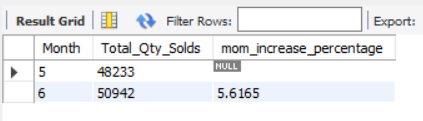 Result Grid Filter Rows: Export:
Month Total_Qty_Solds mom_increase_percentage
5 48233 NULL
6 50942 5.6165